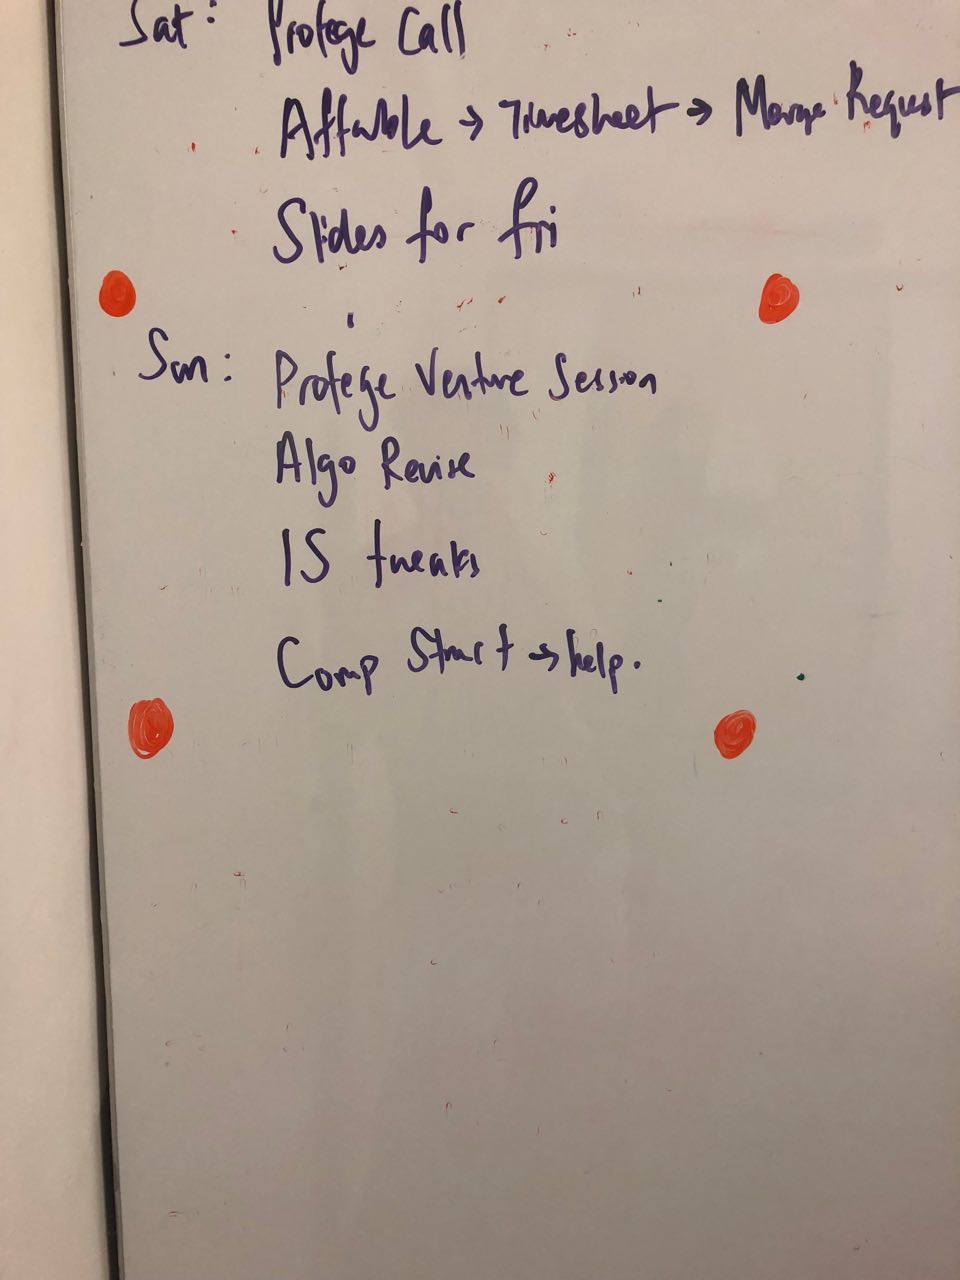 Sat: Protege Call
Affable → Timesheet → Merge Request
Slides for fri
Sun: Protege Venture Session
Algo Revise
IS tweaks
Comp Struct → help.